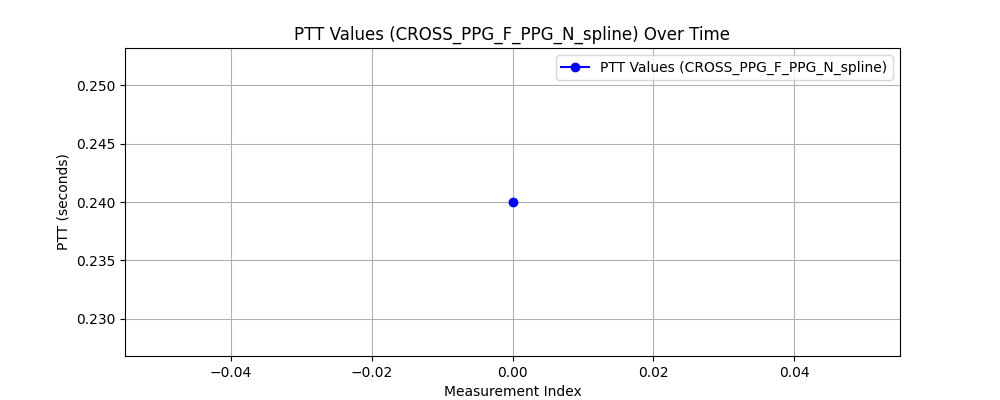 PTT Values (CROSS_PPG_F_PPG_N_spline) Over Time
PTT Values (CROSS_PPG_F_PPG_N_spline)
PTT (seconds)
0.250
0.245
0.240
0.235
0.230
−0.04
−0.02
0.00
0.02
0.04
Measurement Index